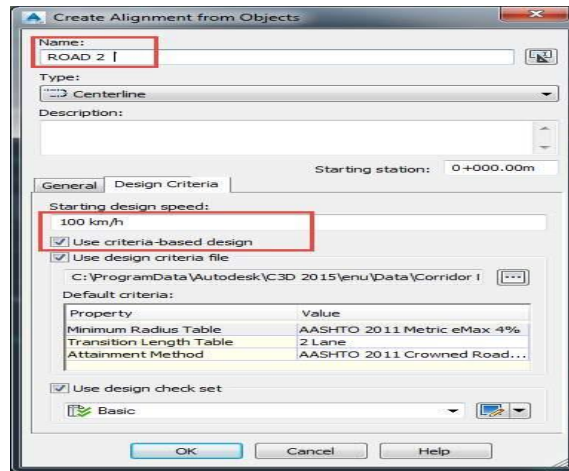 Create Alignment from Objects
Name:
ROAD 2
Type:
Centerline
Description:
Starting station: 0+000.00m
General Design Criteria
Starting design speed:
100 km/h
Use criteria-based design
Use design criteria file
C:\ProgramData\Autodesk\C3D 2015\enu\Data\Corridor
Default criteria:
Property Value
Minimum Radius Table AASHTO 2011 Metric eMax 4%
Transition Length Table 2 Lane
Attainment Method AASHTO 2011 Crowned Road...
Use design check set
Basic
OK Cancel Help